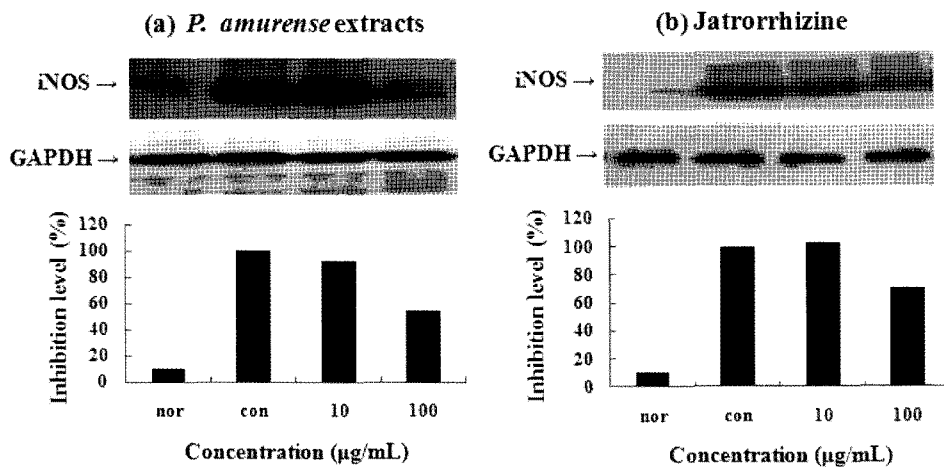 (a) P. amurense extracts
iNOS →
GAPDH →
Inhibition level (%)
120
100
80
60
40
20
0
nor con 10 100
Concentration (µg/mL)
(b) Jatrorrhizine
iNOS →
GAPDH →
Inhibition level (%)
120
100
80
60
40
20
0
nor con 10 100
Concentration (µg/mL)